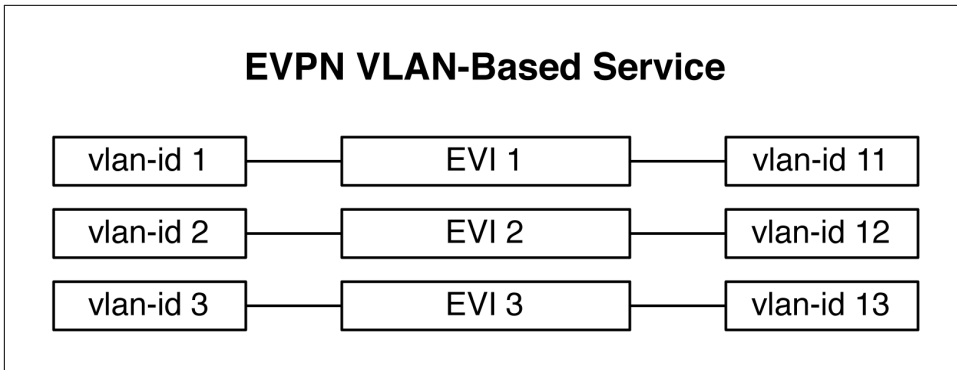 EVPN VLAN-Based Service
vlan-id 1 EVI 1 vlan-id 11
vlan-id 2 EVI 2 vlan-id 12
vlan-id 3 EVI 3 vlan-id 13